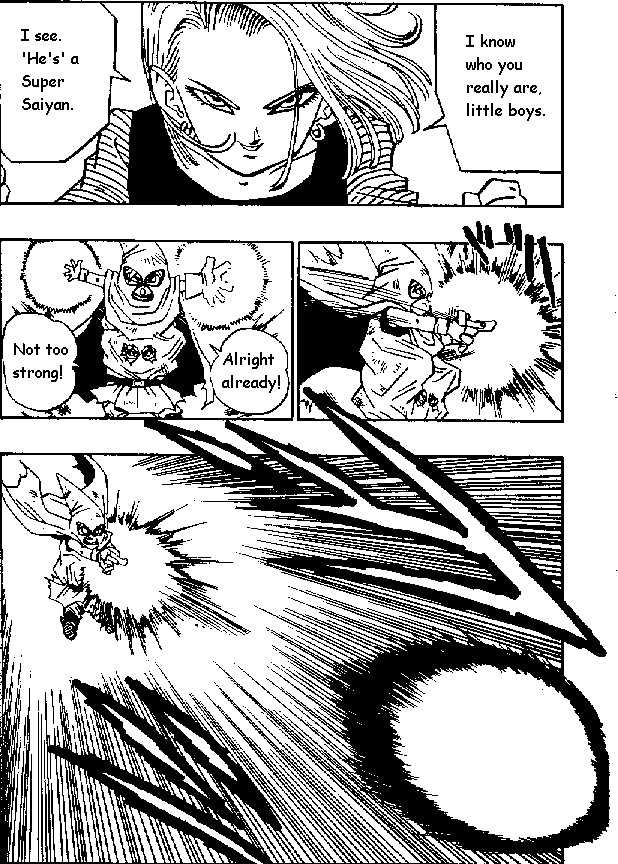 I see.
'He's' a
Super
Saiyan.
I know
who you
really are,
little boys.
Not too
strong!
Alright
already!